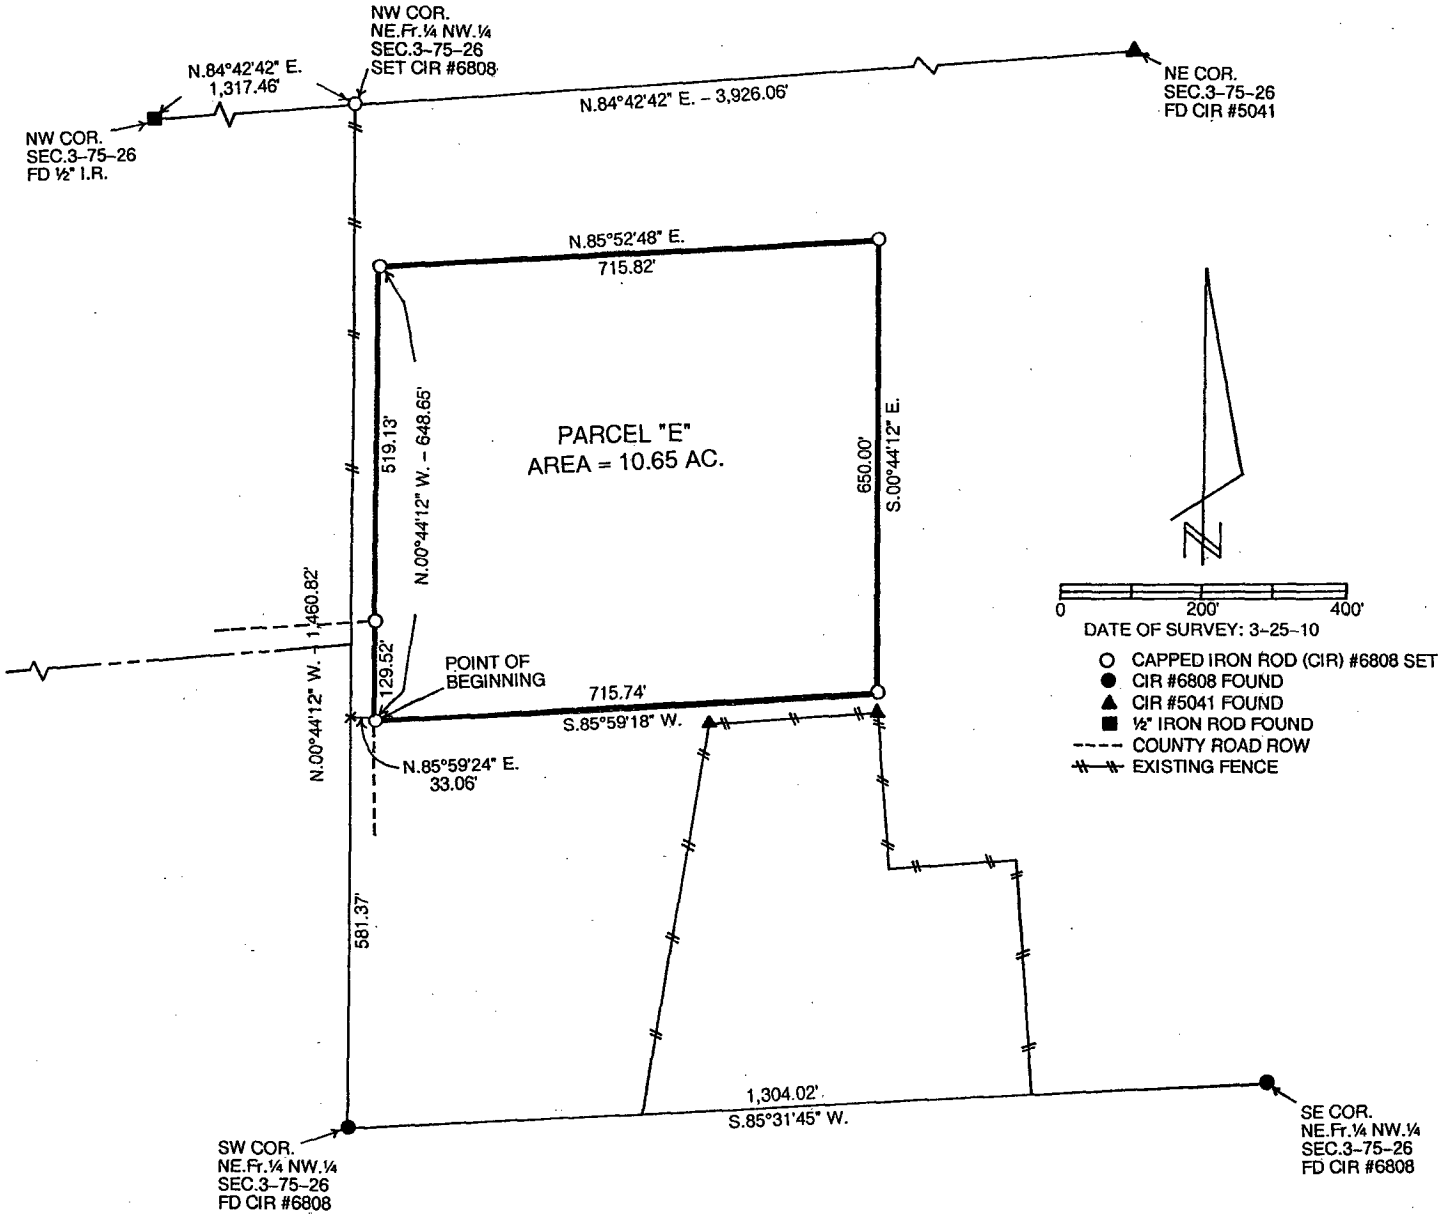 NW COR.
NE.Fr.¼ NW.¼
SEC.3–75–26
SET CIR #6808
N.84°42'42" E.
1,317.46'
NW COR.
SEC.3–75–26
FD ½" I.R.
N.84°42'42" E. – 3,926.06'
NE COR.
SEC.3–75–26
FD CIR #5041
N.85°52'48" E.
715.82'
519.13'
N.00°44'12" W. – 648.65'
PARCEL "E"
AREA = 10.65 AC.
650.00'
S.00°44'12" E.
N
0 200' 400'
DATE OF SURVEY: 3–25–10
CAPPED IRON ROD (CIR) #6808 SET
CIR #6808 FOUND
CIR #5041 FOUND
½" IRON ROD FOUND
COUNTY ROAD ROW
EXISTING FENCE
N.00°44'12" W. – 1,460.82'
129.52'
POINT OF
BEGINNING
715.74'
S.85°59'18" W.
N.85°59'24" E.
33.06'
581.37'
1,304.02'
S.85°31'45" W.
SW COR.
NE.Fr.¼ NW.¼
SEC.3–75–26
FD CIR #6808
SE COR.
NE.Fr.¼ NW.¼
SEC.3–75–26
FD CIR #6808